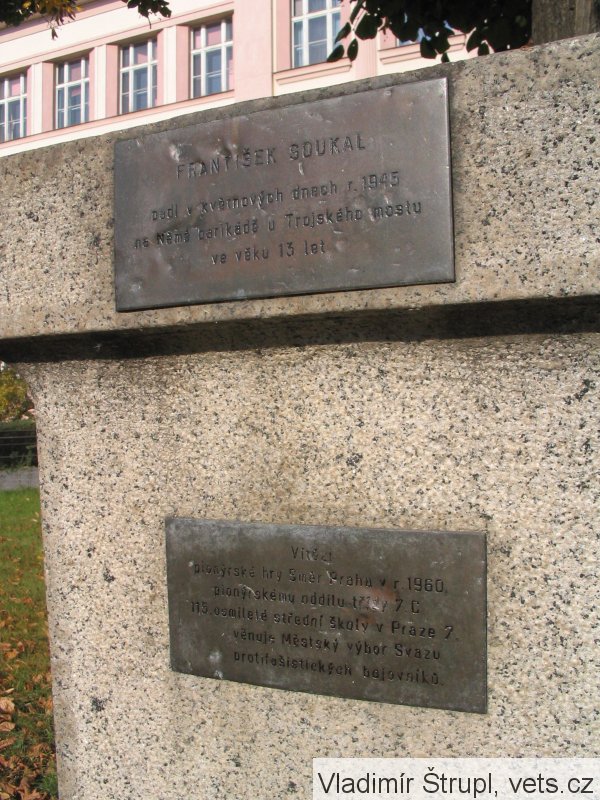 FRANTIŠEK SOUKAL
padl v květnových dnech r. 1945
na Němé barikádě u Trojského mostu
ve věku 13 let
Vítězi
pionýrské hry Směr Praha v r. 1960,
pionýrskému oddílu třídy 7. C
115. osmileté střední školy v Praze 7.
věnuje Městský výbor Svazu
protifašistických bojovníků.
Vladimír Štrupl, vets.cz